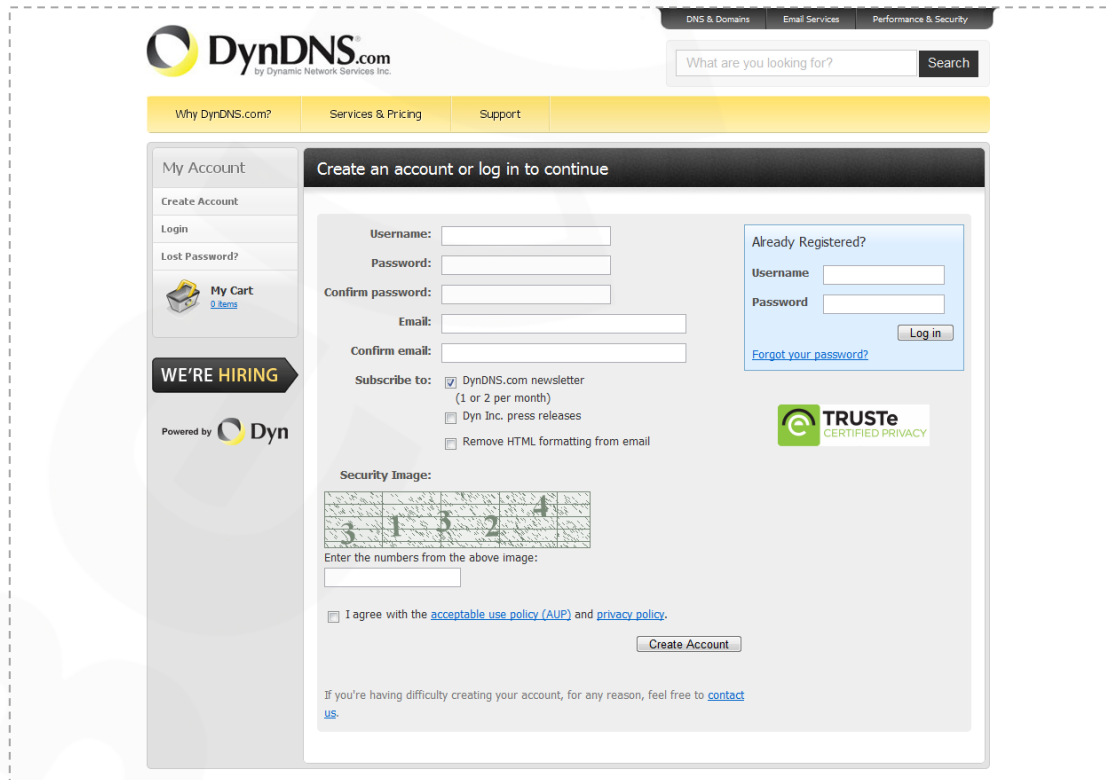 DNS & Domains Email Services Performance & Security
DynDNS.com
by Dynamic Network Services Inc.
What are you looking for? Search
Why DynDNS.com? Services & Pricing Support
My Account
Create Account
Login
Lost Password?
My Cart
0 items
WE'RE HIRING
Powered by Dyn
Create an account or log in to continue
Username:
Password:
Confirm password:
Email:
Confirm email:
Subscribe to: DynDNS.com newsletter
(1 or 2 per month)
Dyn Inc. press releases
Remove HTML formatting from email
Security Image:
3 1 3 2 4
Enter the numbers from the above image:
I agree with the acceptable use policy (AUP) and privacy policy.
Create Account
If you're having difficulty creating your account, for any reason, feel free to contact
us.
Already Registered?
Username
Password
Log in
Forgot your password?
TRUSTe
CERTIFIED PRIVACY